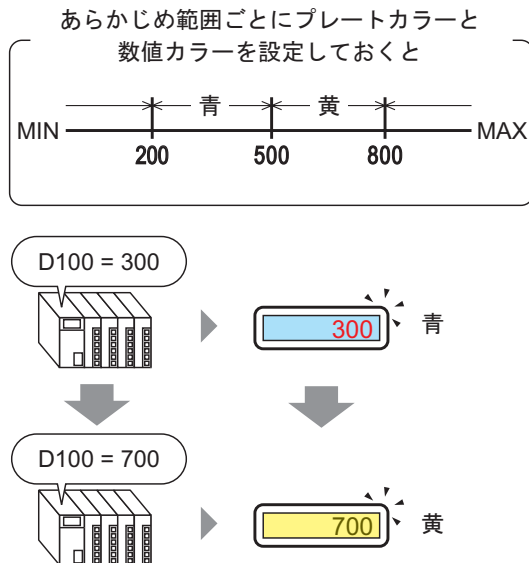 あらかじめ範囲ごとにプレートカラーと
数値カラーを設定しておくと
青 黄
MIN MAX
200 500 800
D100 = 300
300 青
D100 = 700
700 黄